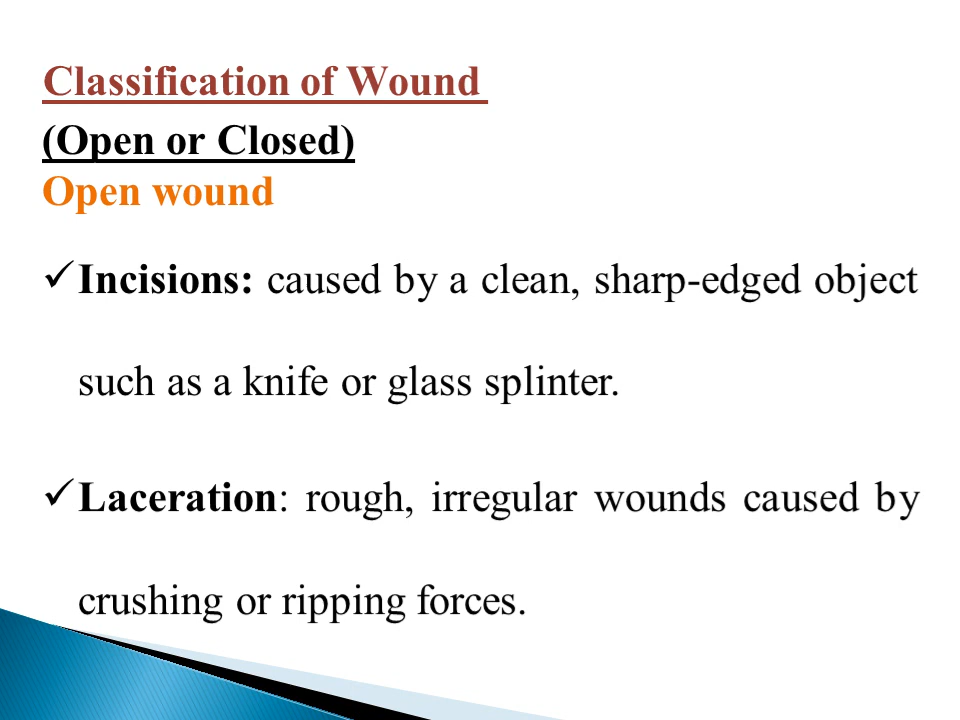 Classification of Wound
(Open or Closed)
Open wound
✓ Incisions: caused by a clean, sharp-edged object
such as a knife or glass splinter.
✓ Laceration: rough, irregular wounds caused by
crushing or ripping forces.